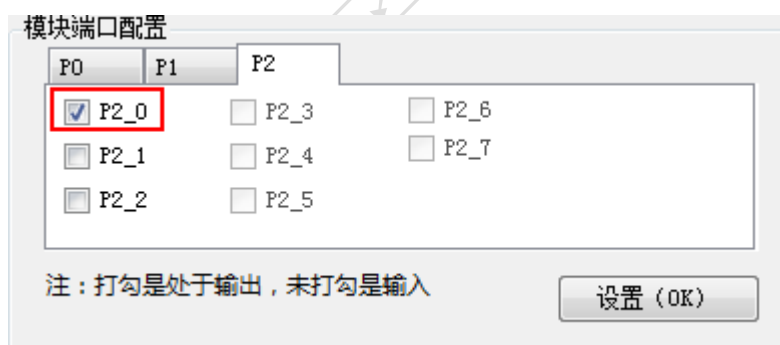 模块端口配置
P0 P1 P2
P2_0 P2_3 P2_6
P2_1 P2_4 P2_7
P2_2 P2_5
注：打勾是处于输出，未打勾是输入
设置（OK）